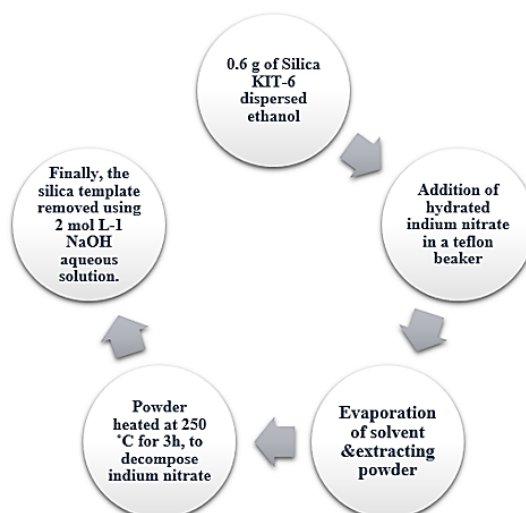 0.6 g of Silica
KIT-6
dispersed
ethanol
Addition of
hydrated
indium nitrate
in a teflon
beaker
Evaporation
of solvent
&extracting
powder
Powder
heated at 250
˚C for 3h, to
decompose
indium nitrate
Finally, the
silica template
removed using
2 mol L-1
NaOH
aqueous
solution.